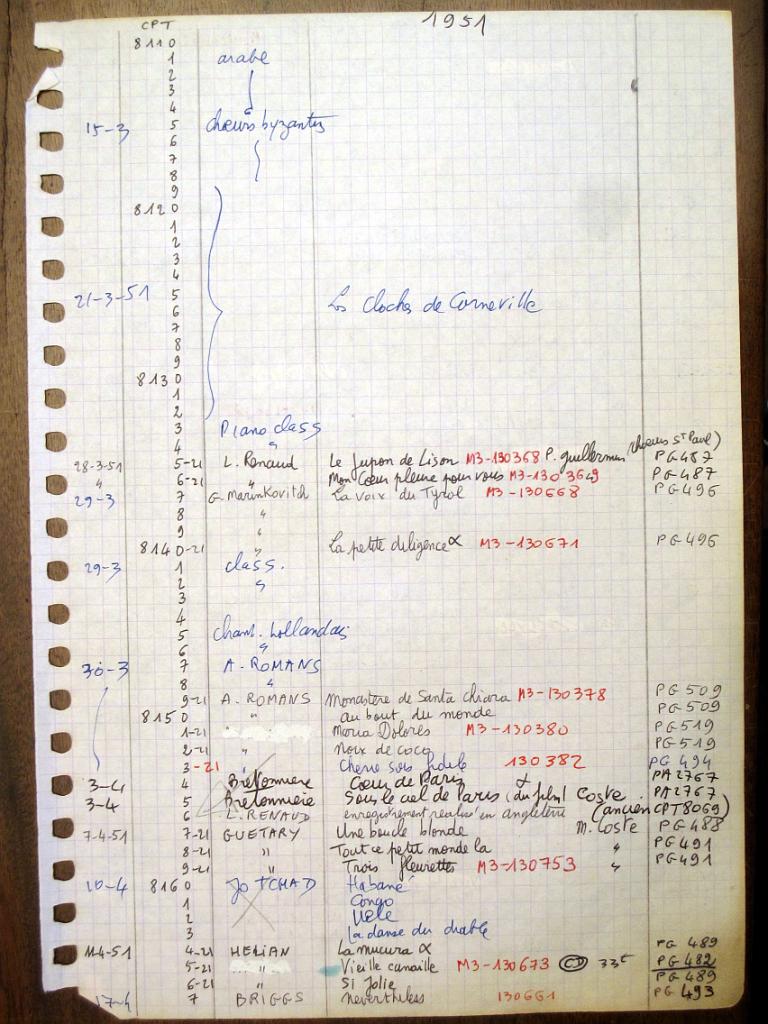 1951
CPT
8110
1 arabe
2
3
4
15-3 5 chœurs byzantins
6
7
8
9
8120
1
2
3
4
21-3-51 5 Les cloches de Corneville
6
7
8
9
8130
1
2
3 Piano class
4 "
28-3-51 5-21 L. Renaud Le Jupon de Lison M3-130368 P. Guillermin (chœurs St Paul) PG487
" 6-21 " Mon Cœur pleure pour vous M3-130369 PG487
29-3 7 G. Marinkovitch La voix du Tyrol M3-130668 PG496
8 "
9 "
8140-21 " La petite diligence α M3-130671 PG496
29-3 1 class.
2 "
3
4
5 chant. hollandais
6 "
30-3 7 A. ROMANS
8 "
9-21 A. ROMANS Monastère de Santa Chiara M3-130378 PG509
8150 " au bout du monde PG509
1-21 Maria Dolores M3-130380 PG519
2-21 " Noix de coco PG519
3-21 " Chérie sois fidèle 130382 PG494
3-4 4 Bretonnière Cœur de Paris PA2767
3-4 5 Bretonnière Sous le ciel de Paris (du film) Coste PA2767
6 L. RENAUD enregistrement réalisé en angleterre (ancien CPT8069)
7-4-51 7-21 GUETARY Une boucle blonde M. Coste PG488
8-21 " Tout ce petit monde là " PG491
9-21 " Trois fleurettes M3-130753 " PG491
10-4 8160 Jo TCHAD Habané
1 Congo
2 Uélé
3 La danse du diable
11-4-51 4-21 HELIAN La mucura α PG489
5-21 " Vieille canaille M3-130673 33t PG482
6-21 " Si Jolie PG489
17-4 7 BRIGGS Nevertheless 130661 PG493